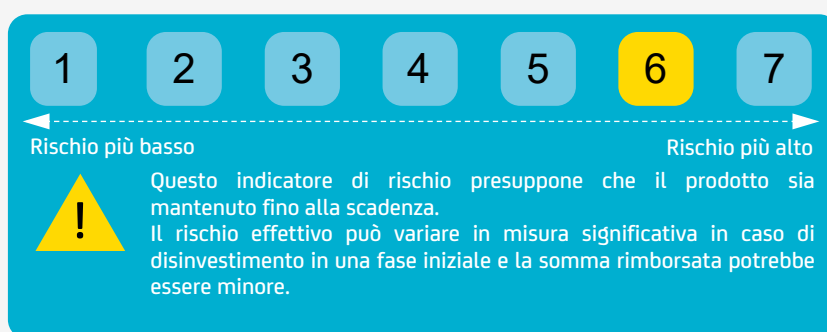 1 2 3 4 5 6 7
Rischio più basso Rischio più alto
!
Questo indicatore di rischio presuppone che il prodotto sia
mantenuto fino alla scadenza.
Il rischio effettivo può variare in misura significativa in caso di
disinvestimento in una fase iniziale e la somma rimborsata potrebbe
essere minore.